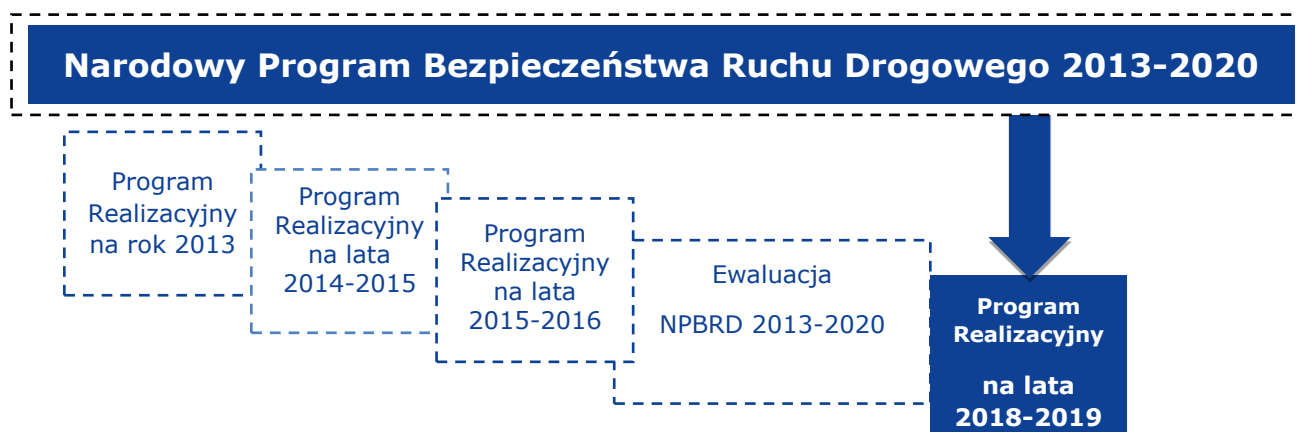 Narodowy Program Bezpieczeństwa Ruchu Drogowego 2013-2020
Program
Realizacyjny
na rok 2013
Program
Realizacyjny
na lata
2014-2015
Program
Realizacyjny
na lata
2015-2016
Ewaluacja
NPBRD 2013-2020
Program
Realizacyjny
na lata
2018-2019